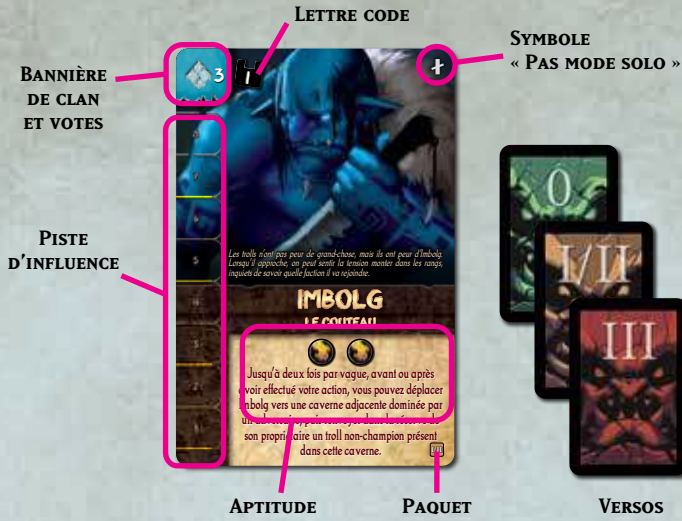 LETTRE CODE
SYMBOLE
« PAS MODE SOLO »
BANNIÈRE
DE CLAN
ET VOTES
3
I
PISTE
D'INFLUENCE
5
Les trolls n'ont pas peur de grand-chose, mais ils ont peur d'Imbolg.
Lorsqu'il approche, on peut sentir la tension monter dans les rangs,
inquiets de savoir quelle faction il va rejoindre.
IMBOLG
LE COUTEAU
Jusqu'à deux fois par vague, avant ou après
avoir effectué votre action, vous pouvez déplacer
Imbolg vers une caverne adjacente dominée par
un
son propriétaire un troll non-champion présent
dans cette caverne.
0
I/II
III
APTITUDE
PAQUET
VERSOS